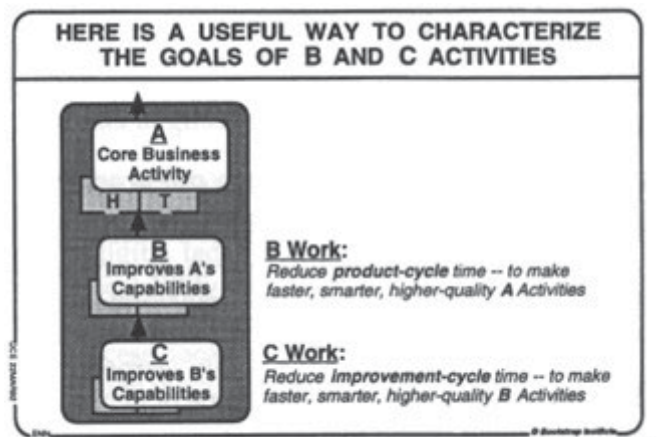 HERE IS A USEFUL WAY TO CHARACTERIZE
THE GOALS OF B AND C ACTIVITIES
A
Core Business
Activity
H T
B
Improves A's
Capabilities
B Work:
Reduce product-cycle time -- to make
faster, smarter, higher-quality A Activities
C
Improves B's
Capabilities
C Work:
Reduce improvement-cycle time -- to make
faster, smarter, higher-quality B Activities
© Bootstrap Institute